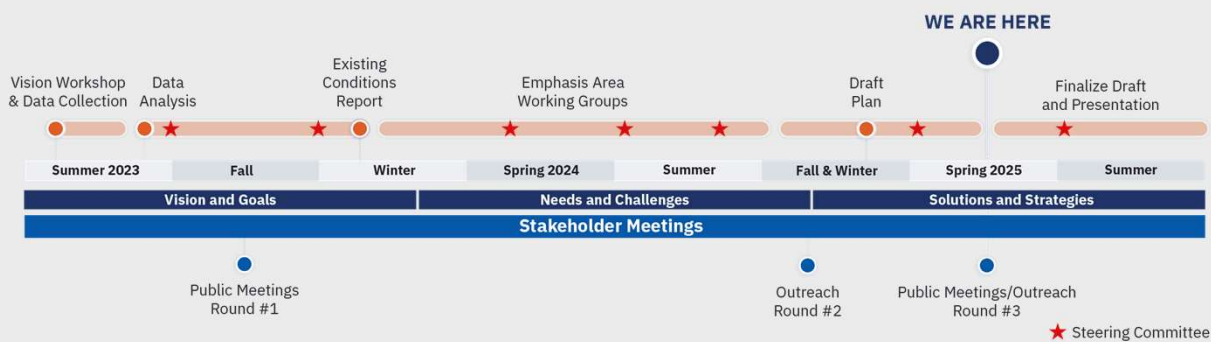 WE ARE HERE
Vision Workshop
& Data Collection
Data
Analysis
Existing
Conditions
Report
Emphasis Area
Working Groups
Draft
Plan
Finalize Draft
and Presentation
Summer 2023
Fall
Winter
Spring 2024
Summer
Fall & Winter
Spring 2025
Summer
Vision and Goals
Needs and Challenges
Solutions and Strategies
Stakeholder Meetings
Public Meetings
Round #1
Outreach
Round #2
Public Meetings/Outreach
Round #3
Steering Committee